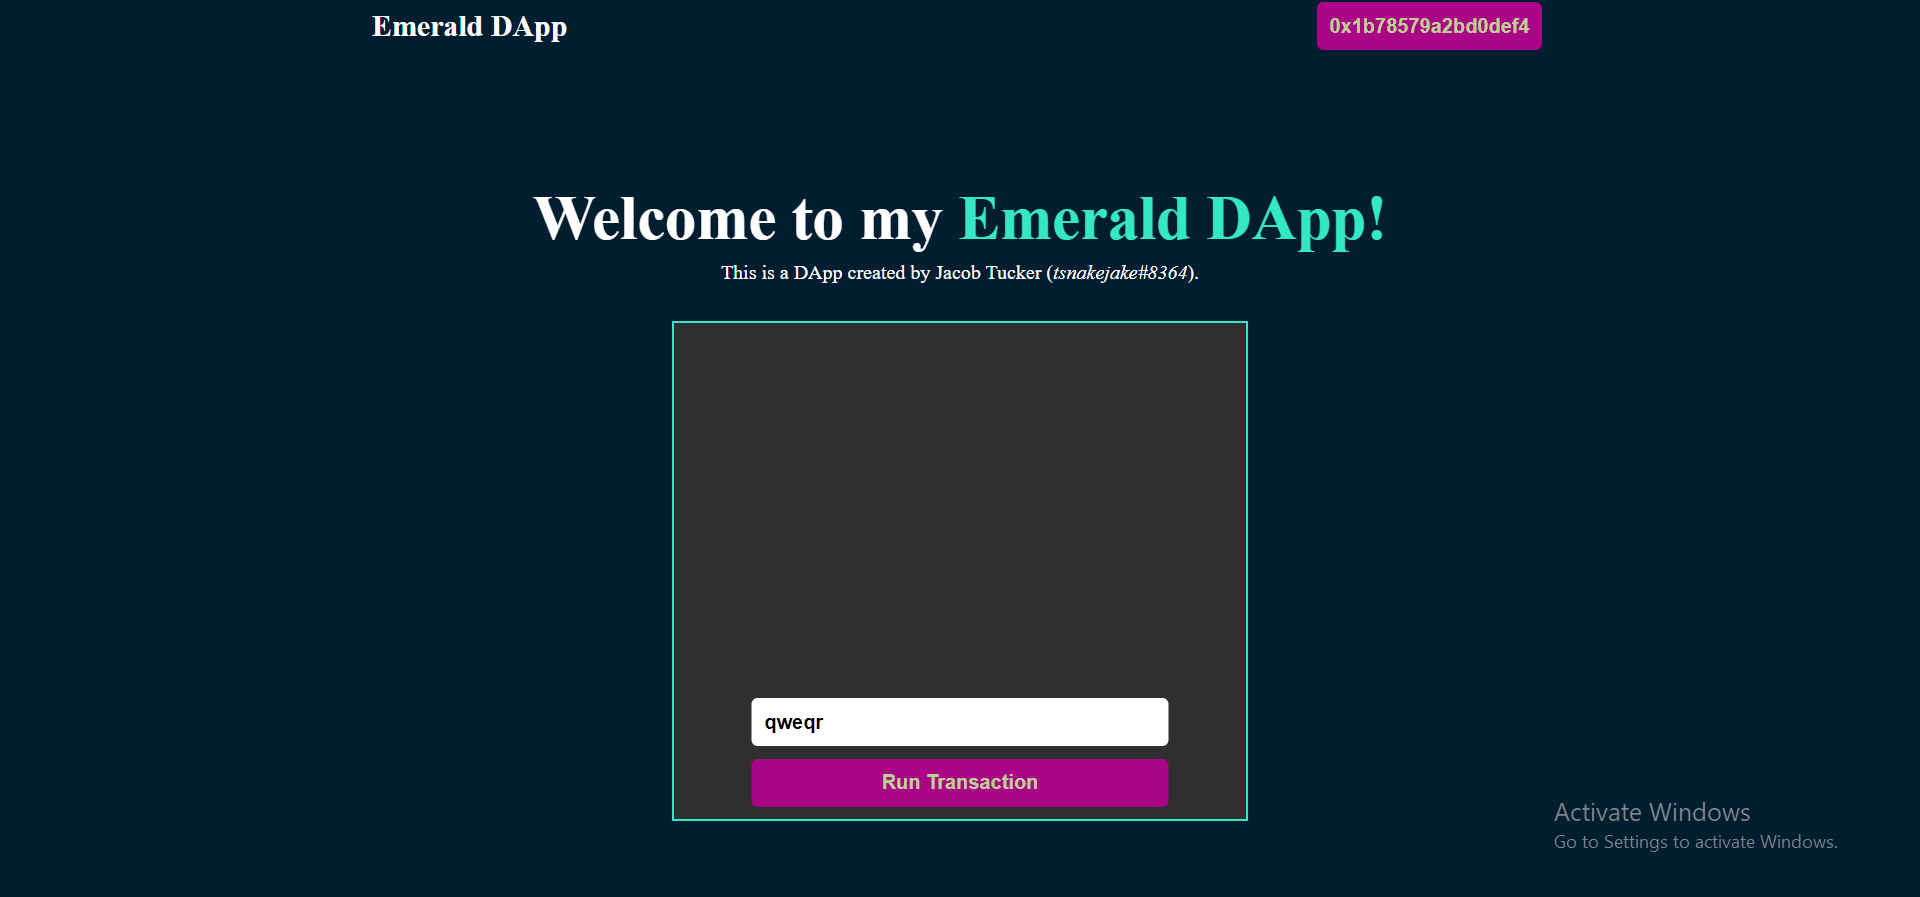 Emerald DApp
0x1b78579a2bd0def4
Welcome to my Emerald DApp!
This is a DApp created by Jacob Tucker (tsnakejake#8364).
qweqr
Run Transaction
Activate Windows
Go to Settings to activate Windows.